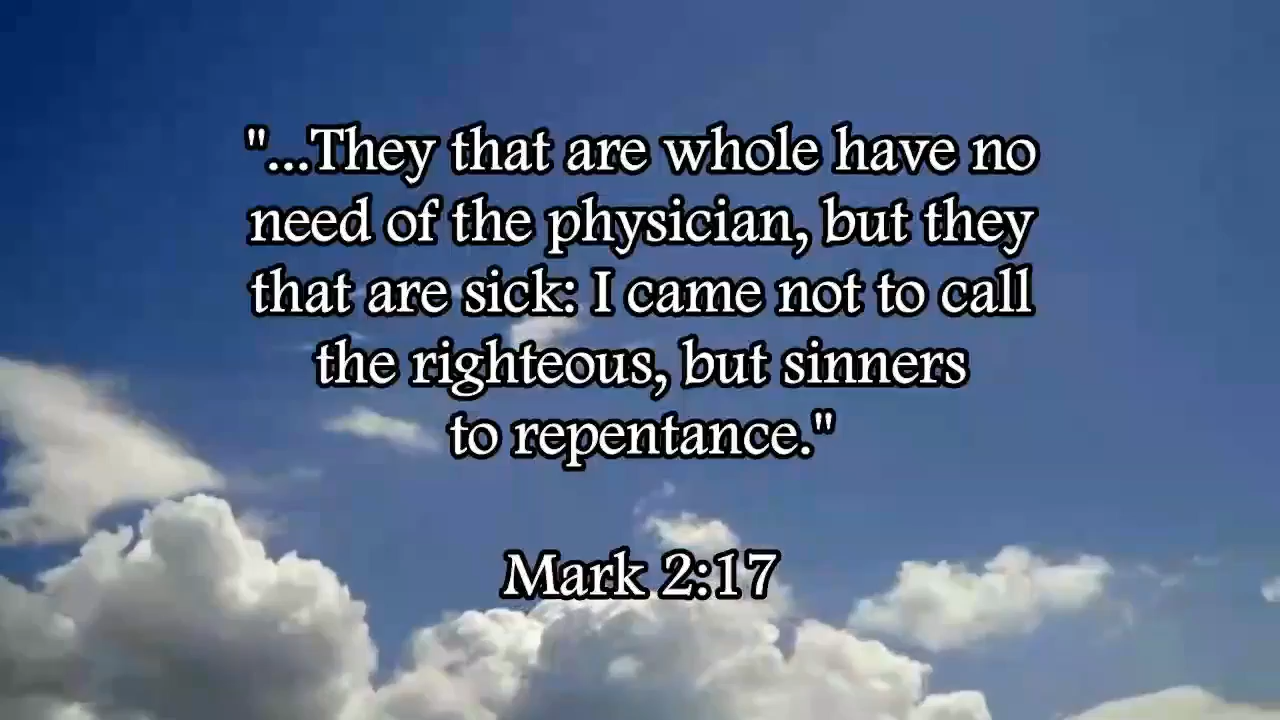 "...They that are whole have no
need of the physician, but they
that are sick: I came not to call
the righteous, but sinners
to repentance."
Mark 2:17